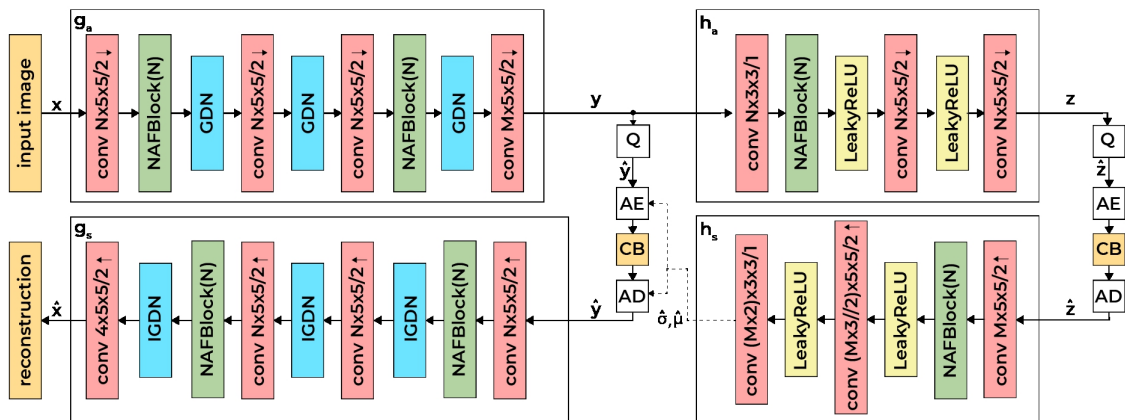 g_a
input image
x
conv Nx5x5/2↓
NAFBlock(N)
GDN
conv Nx5x5/2↓
GDN
conv Nx5x5/2↓
NAFBlock(N)
GDN
conv Mx5x5/2↓
y
Q
ŷ
AE
CB
AD
ŷ
h_a
conv Nx3x3/1
NAFBlock(N)
LeakyReLU
conv Nx5x5/2↓
LeakyReLU
conv Nx5x5/2↓
z
Q
ẑ
AE
CB
AD
ẑ
g_s
reconstruction
x̂
conv 4x5x5/2↑
IGDN
NAFBlock(N)
conv Nx5x5/2↑
IGDN
conv Nx5x5/2↑
IGDN
NAFBlock(N)
conv Nx5x5/2↑
σ̂,μ̂
h_s
conv (Mx2)x3x3/1
LeakyReLU
conv (Mx3//2)x5x5/2↑
LeakyReLU
NAFBlock(N)
conv Mx5x5/2↑